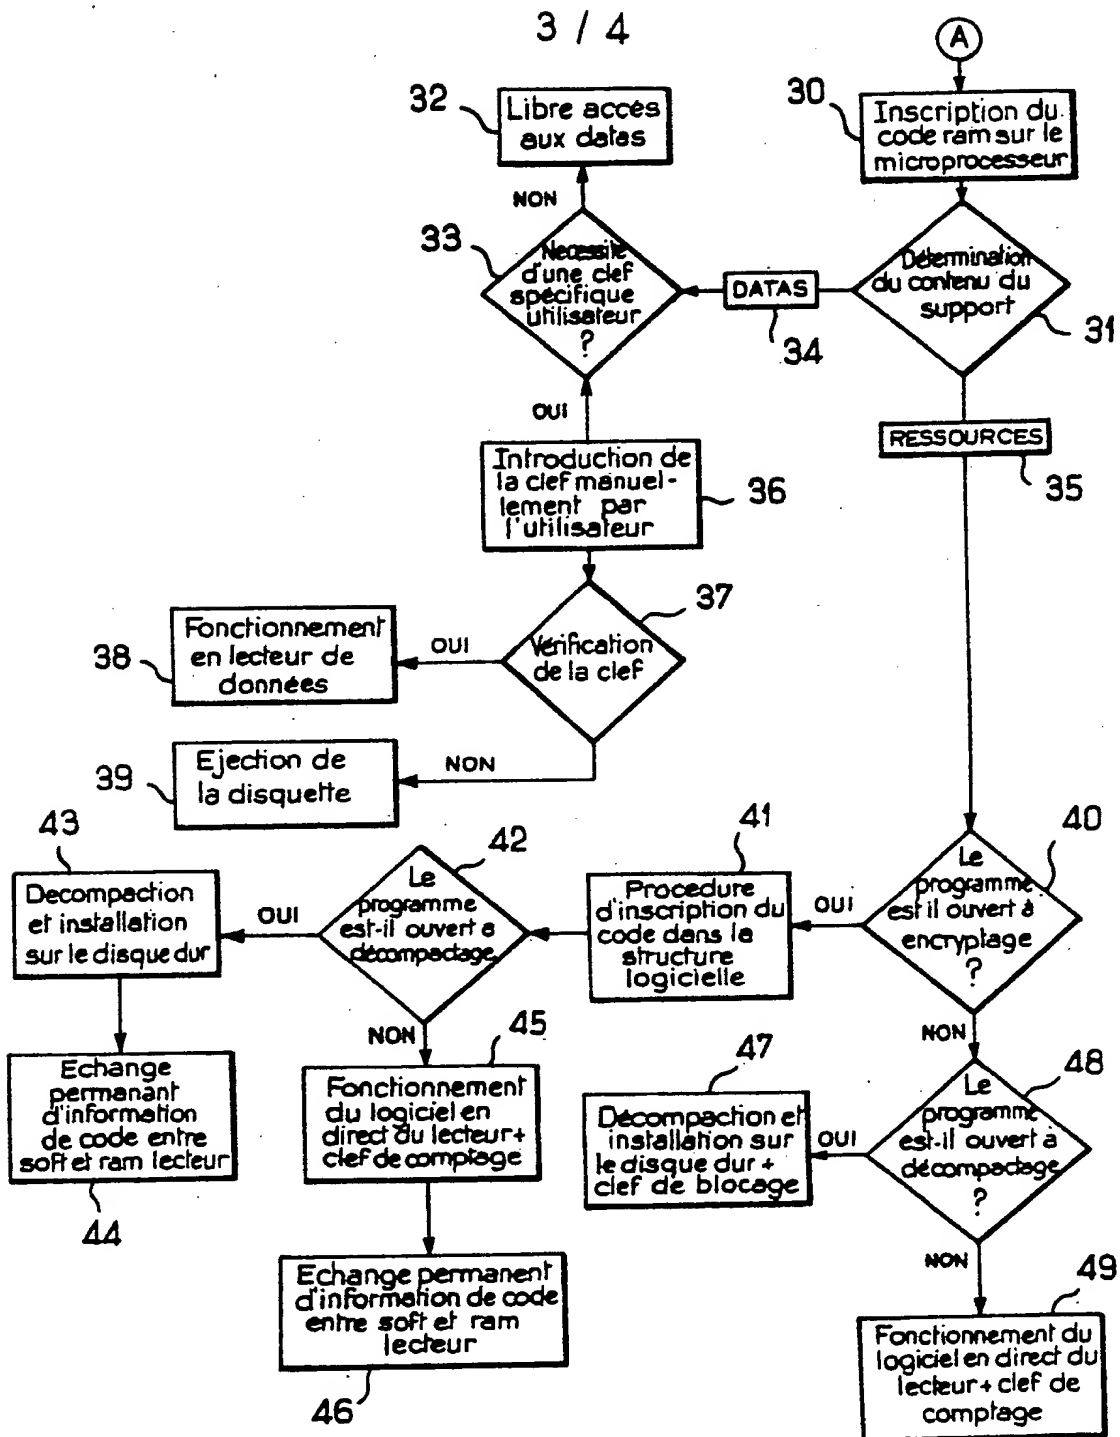 3 / 4
A
30
Inscription du
code ram sur le
microprocesseur
32
Libre accés
aux datas
NON
33
Necessité
d'une clef
spécifique
utilisateur
?
DATAS
34
Détermination
du contenu du
support
31
OUI
RESSOURCES
35
Introduction de
la clef manuel-
lement par
l'utilisateur
36
37
Vérification
de la clef
OUI
Fonctionnement
en lecteur de
données
38
NON
Ejection de
la disquette
39
40
Le
programme
est il ouvert à
encryptage
?
OUI
41
Procedure
d'inscription du
code dans la
structure
logicielle
42
Le
programme
est-il ouvert a
décompactage
OUI
43
Decompaction
et installation
sur le disque dur
Echange
permanant
d'information
de code entre
soft et ram lecteur
44
NON
45
Fonctionnement
du logiciel en
direct du lecteur+
clef de comptage
Echange permanent
d'information de code
entre soft et ram
lecteur
46
NON
48
Le
programme
est-il ouvert à
décompactage
?
OUI
47
Décompaction et
installation sur
le disque dur +
clef de blocage
NON
49
Fonctionnement du
logiciel en direct du
lecteur + clef de
comptage